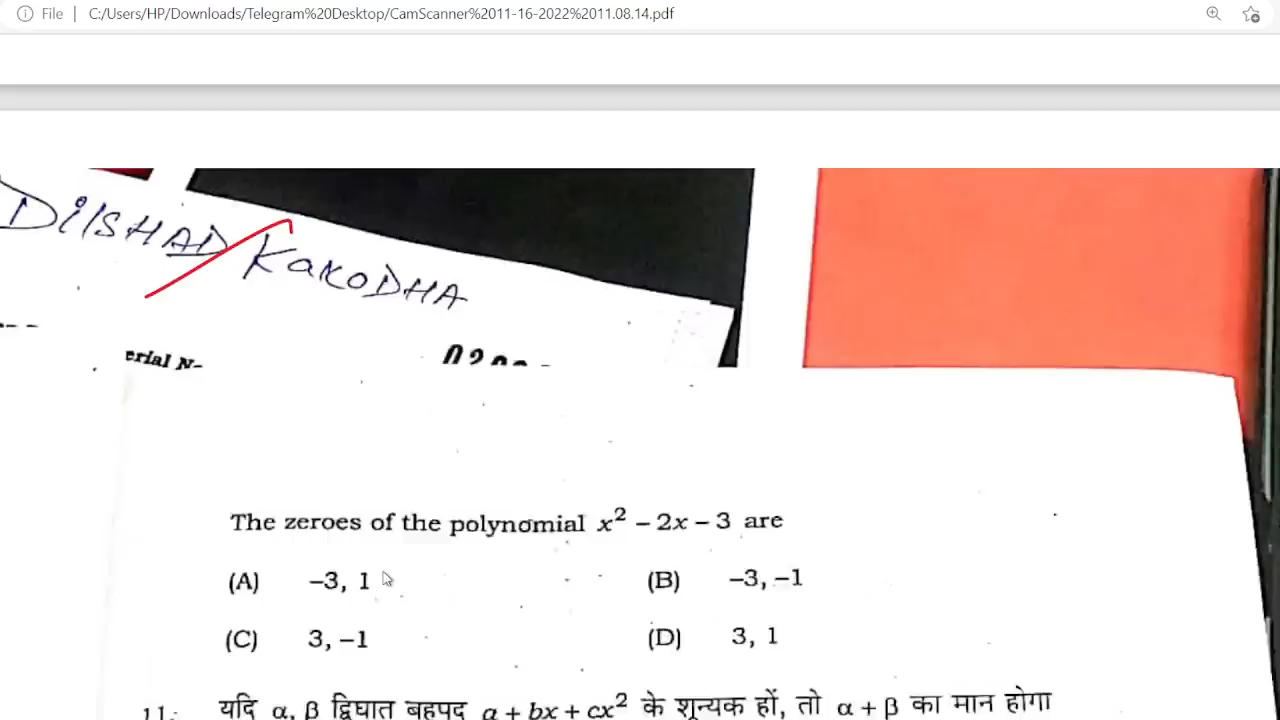 File | C:/Users/HP/Downloads/Telegram%20Desktop/CamScanner%2011-16-2022%2011.08.14.pdf
DilSHAD KaKODHA
erial N
The zeroes of the polynomial x² – 2x – 3 are
(A) –3, 1
(B) –3, –1
(C) 3, –1
(D) 3, 1
11. यदि α, β द्विघात बहुपद a + bx + cx² के शून्यक हों, तो α + β का मान होगा